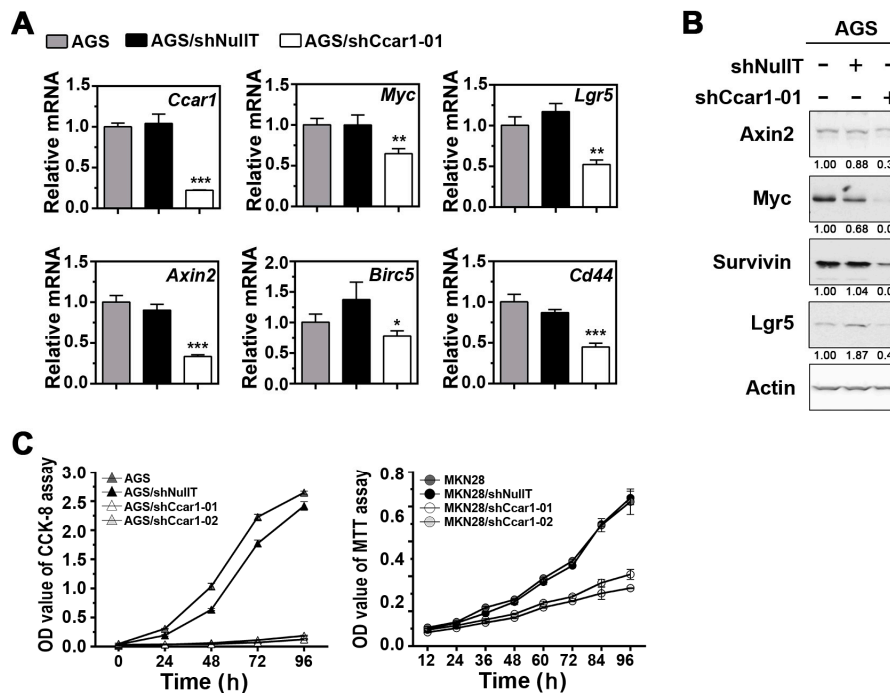 A
AGS AGS/shNullT AGS/shCcar1-01
Relative mRNA
1.5
1.0
0.5
0.0
Ccar1
***
Relative mRNA
1.5
1.0
0.5
0.0
Myc
**
Relative mRNA
1.5
1.0
0.5
0.0
Lgr5
**
Relative mRNA
1.5
1.0
0.5
0.0
Axin2
***
Relative mRNA
2.0
1.5
1.0
0.5
0.0
Birc5
*
Relative mRNA
1.5
1.0
0.5
0.0
Cd44
***
B
AGS
shNullT − + −
shCcar1-01 − − +
Axin2
1.00 0.88 0.3
Myc
1.00 0.68 0.0
Survivin
1.00 1.04 0.0
Lgr5
1.00 1.87 0.4
Actin
C
OD value of CCK-8 assay
3.0
2.5
2.0
1.5
1.0
0.5
0.0
AGS
AGS/shNullT
AGS/shCcar1-01
AGS/shCcar1-02
0 24 48 72 96
Time (h)
OD value of MTT assay
0.8
0.6
0.4
0.2
0.0
MKN28
MKN28/shNullT
MKN28/shCcar1-01
MKN28/shCcar1-02
12 24 36 48 60 72 84 96
Time (h)